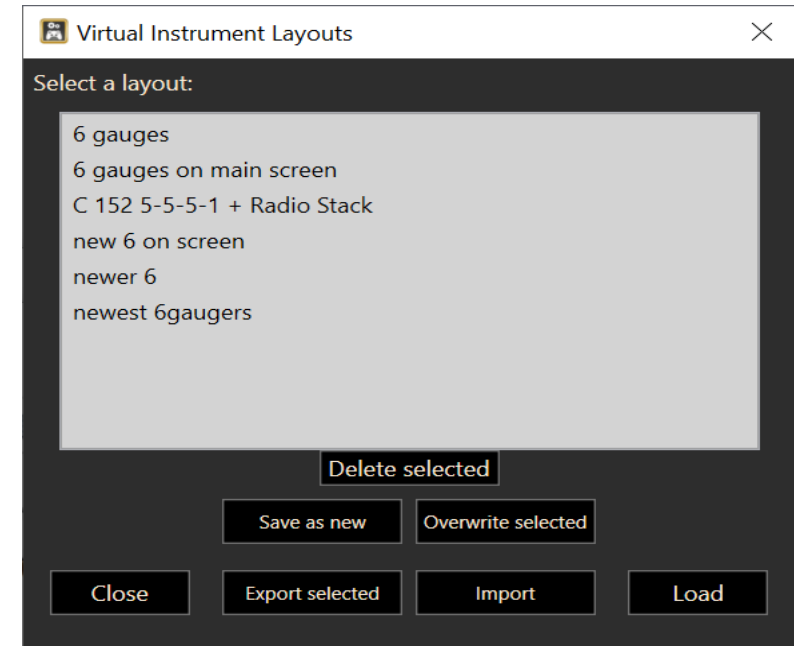 Virtual Instrument Layouts
Select a layout:
6 gauges
6 gauges on main screen
C 152 5-5-5-1 + Radio Stack
new 6 on screen
newer 6
newest 6gaugers
Delete selected
Save as new Overwrite selected
Close Export selected Import Load